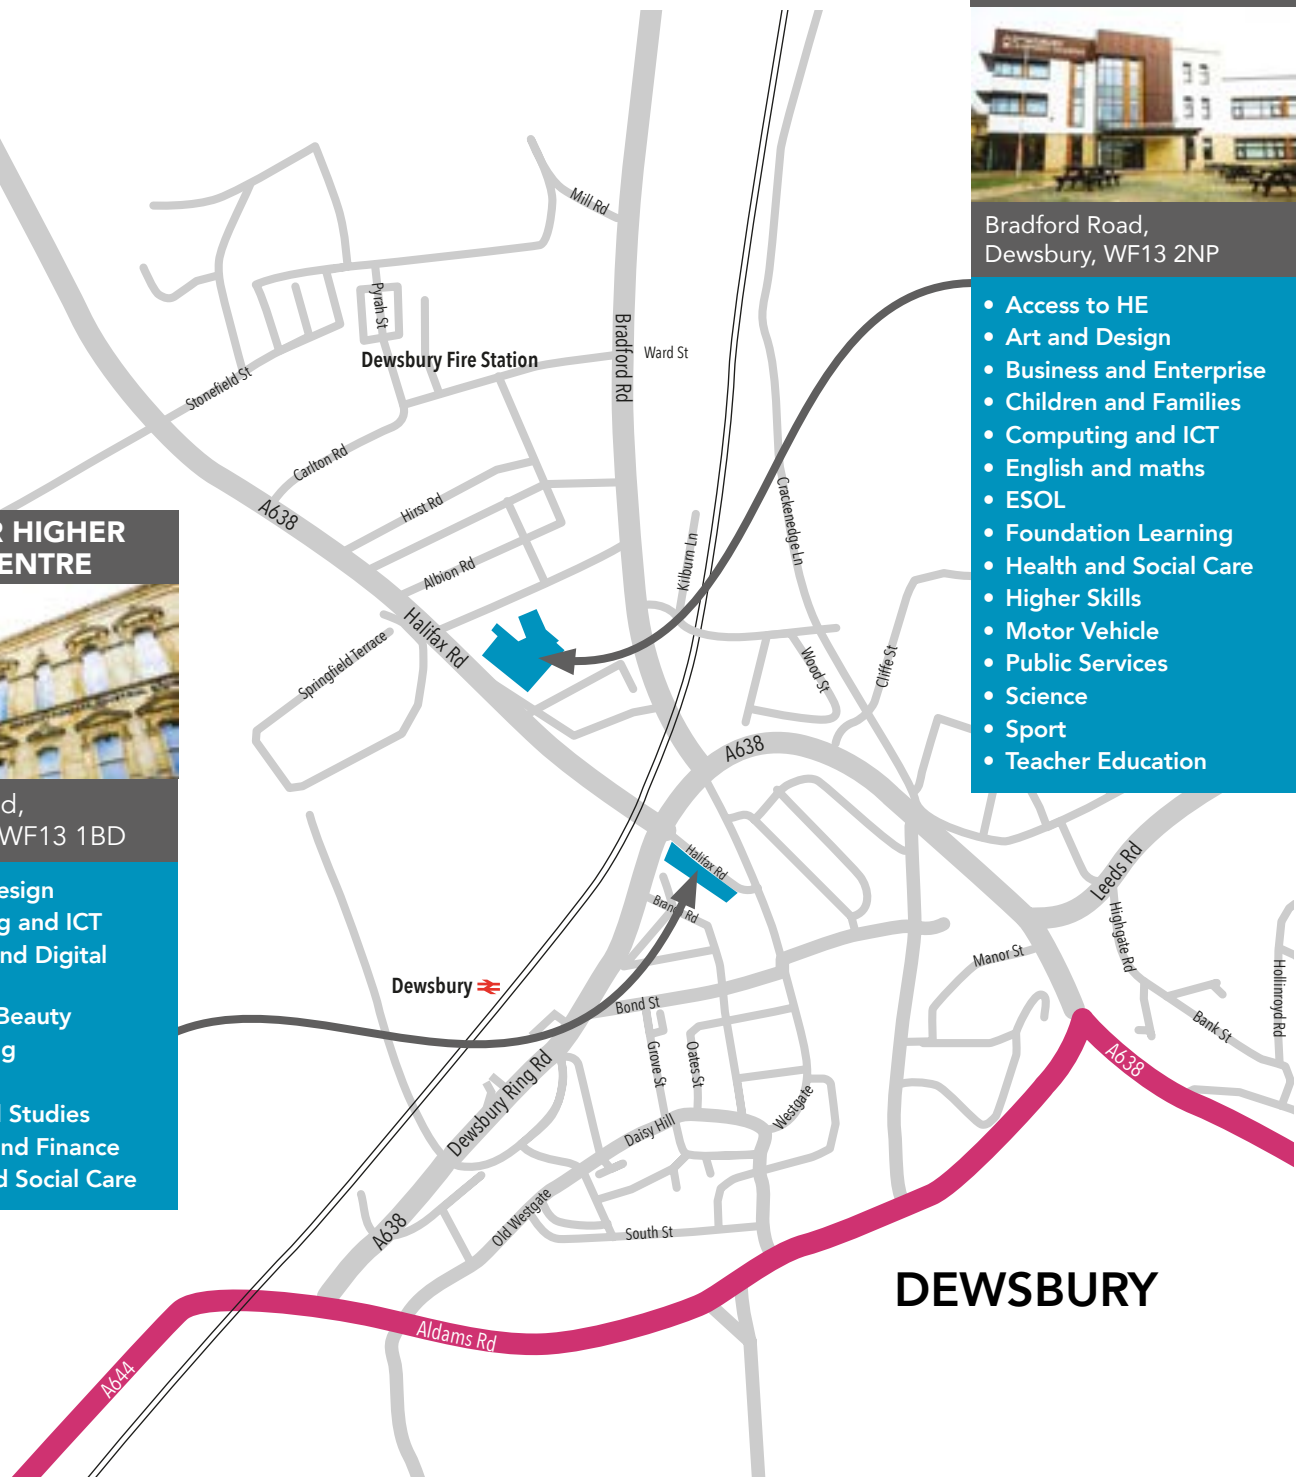 Bradford Road,
Dewsbury, WF13 2NP
• Access to HE
• Art and Design
• Business and Enterprise
• Children and Families
• Computing and ICT
• English and maths
• ESOL
• Foundation Learning
• Health and Social Care
• Higher Skills
• Motor Vehicle
• Public Services
• Science
• Sport
• Teacher Education
Mill Rd
Pyrah St
Dewsbury Fire Station
Bradford Rd
Ward St
Stonefield St
Carlton Rd
A638
Hirst Rd
Albion Rd
Crackenedge Ln
Kilburn Ln
Halifax Rd
Springfield Terrace
Wood St
Cliffe St
A638
R HIGHER
ENTRE
d,
WF13 1BD
esign
g and ICT
nd Digital
Beauty
g
l Studies
nd Finance
d Social Care
Halifax Rd
Leeds Rd
Highgate Rd
Manor St
Hollinroyd Rd
Bank St
Dewsbury
Bond St
Grove St
Oates St
Westgate
A638
Dewsbury Ring Rd
Daisy Hill
Old Westgate
South St
A638
DEWSBURY
Aldams Rd
A644